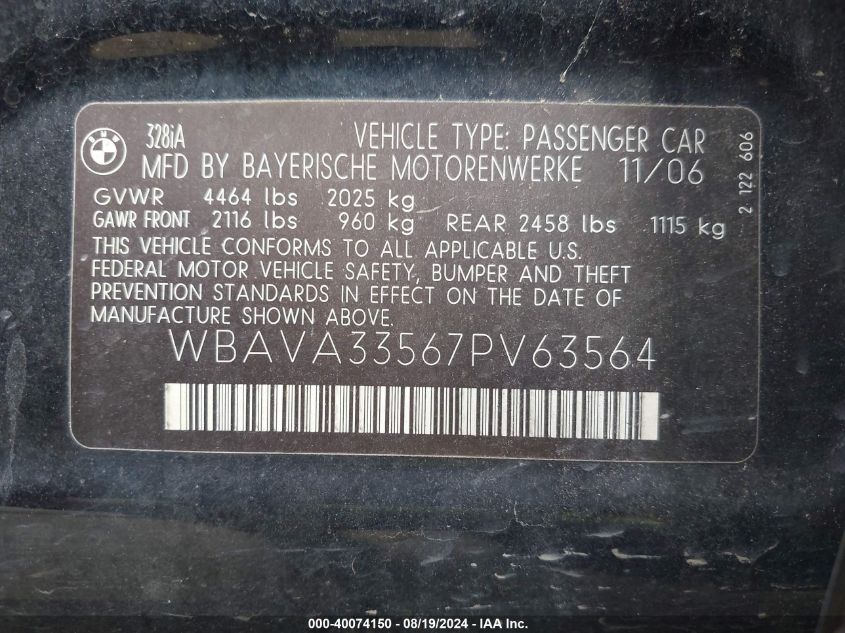 BMW
328iA VEHICLE TYPE: PASSENGER CAR
MFD BY BAYERISCHE MOTORENWERKE 11/06
GVWR 4464 lbs 2025 kg
GAWR FRONT 2116 lbs 960 kg REAR 2458 lbs 1115 kg
THIS VEHICLE CONFORMS TO ALL APPLICABLE U.S.
FEDERAL MOTOR VEHICLE SAFETY, BUMPER AND THEFT
PREVENTION STANDARDS IN EFFECT ON THE DATE OF
MANUFACTURE SHOWN ABOVE.
WBAVA33567PV63564
2 122 606
000-40074150 - 08/19/2024 - IAAI.com